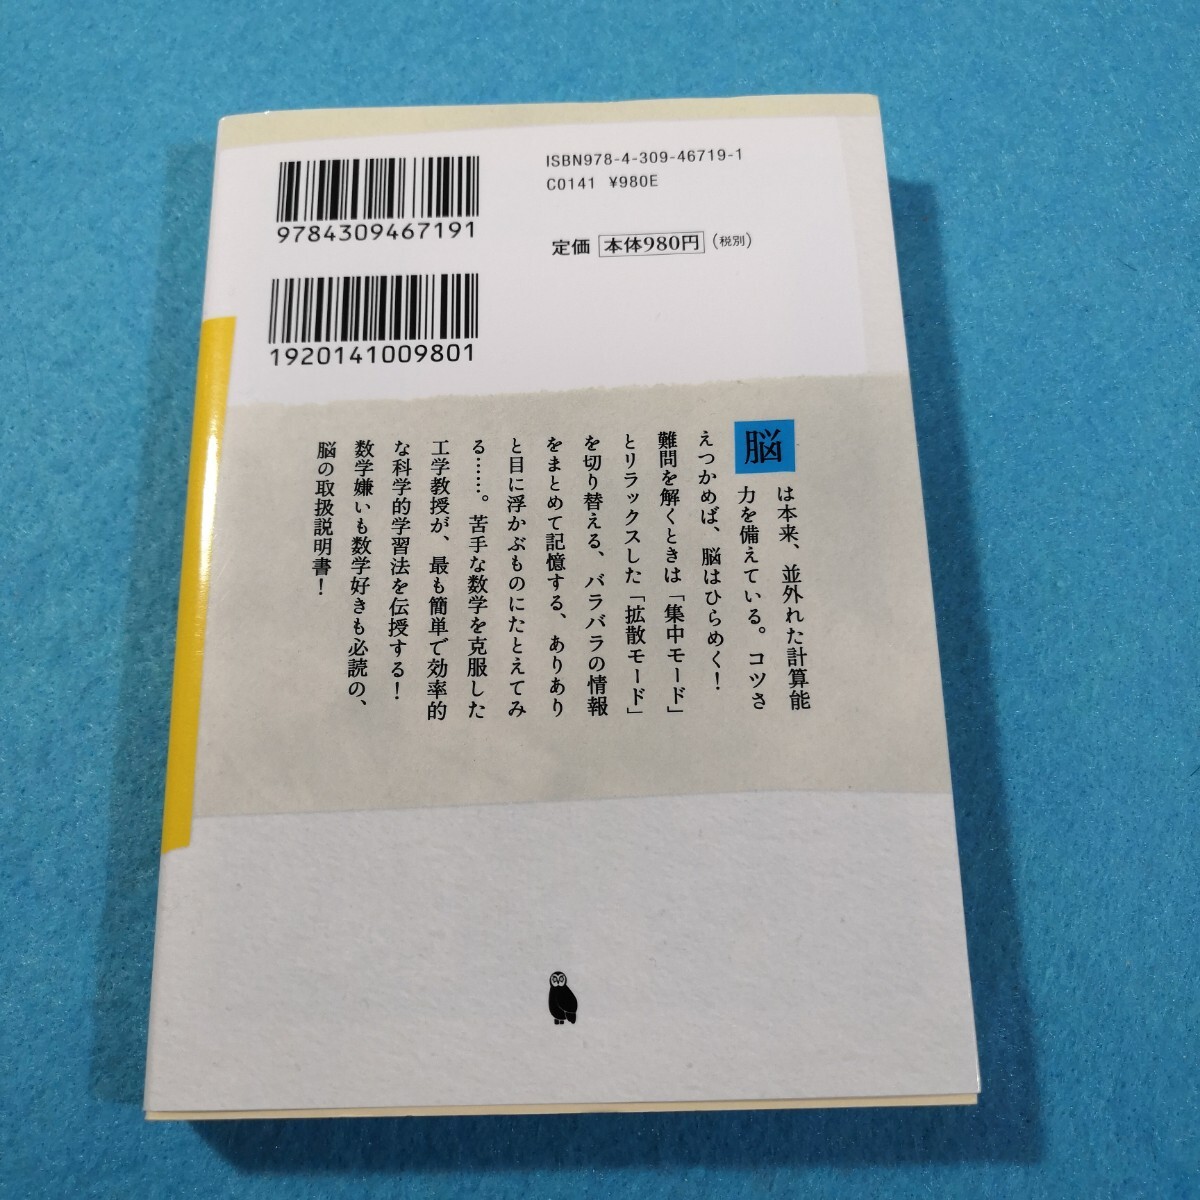 ISBN978-4-309-46719-1
C0141 ¥980E
定価 本体980円(税別)
9784309467191
1920141009801
脳は本来、並外れた計算能
力を備えている。コツさ
えつかめば、脳はひらめく!
難問を解くときは「集中モード」
とリラックスした「拡散モード」
を切り替える、バラバラの情報
をまとめて記憶する、ありあり
と目に浮かぶものにたとえてみ
る……。苦手な数学を克服した
工学教授が、最も簡単で効率的
な科学的学習法を伝授する!
数学嫌いも数学好きも必読の、
脳の取扱説明書!